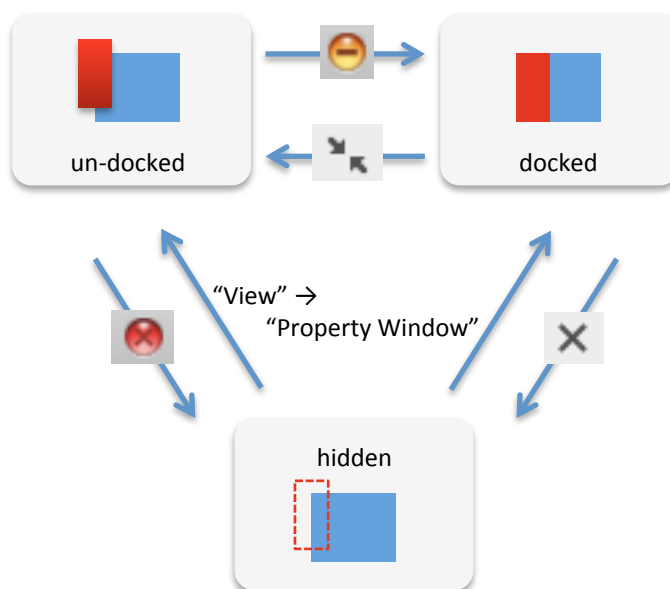 un-docked
docked
“View” →
“Property Window”
hidden